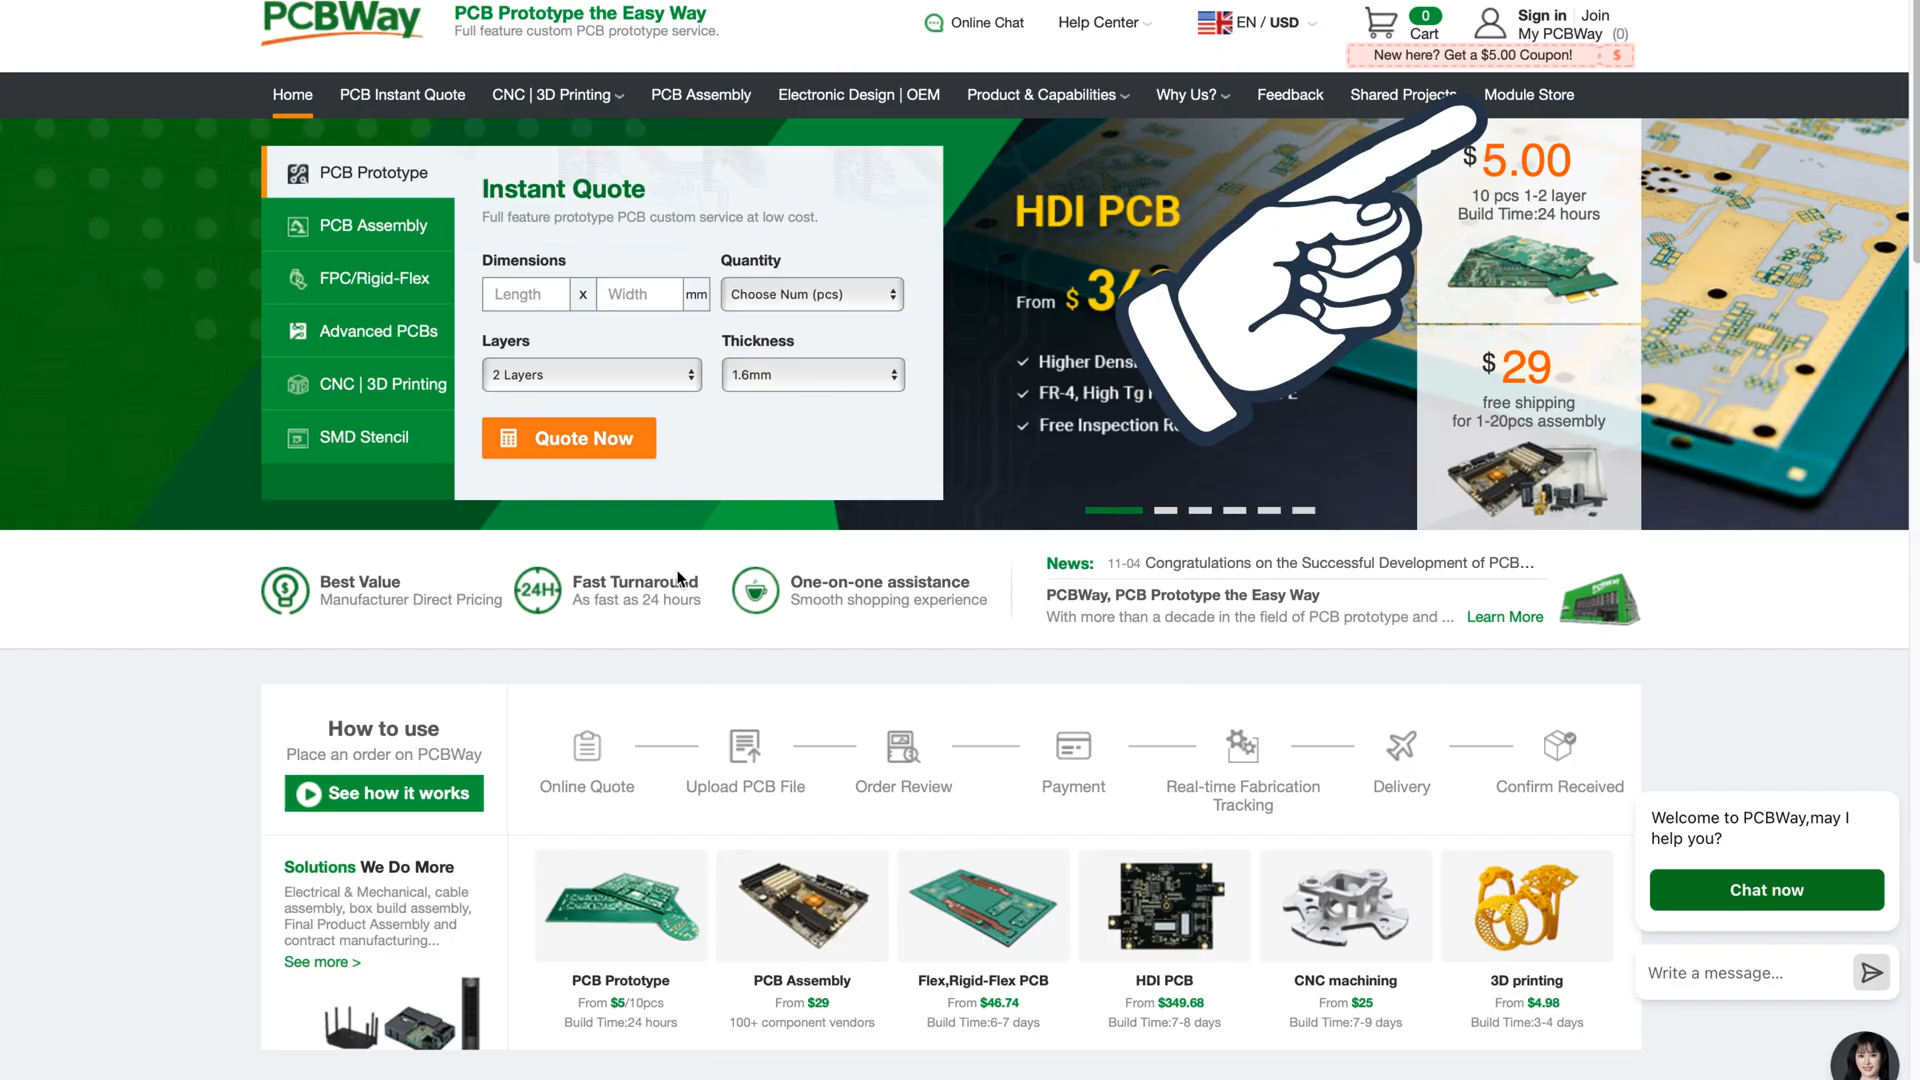 PCBWay
PCB Prototype the Easy Way
Full feature custom PCB prototype service.
Online Chat
Help Center
EN / USD
0
Cart
Sign in
Join
My PCBWay (0)
New here? Get a $5.00 Coupon!
$
Home
PCB Instant Quote
CNC | 3D Printing
PCB Assembly
Electronic Design | OEM
Product & Capabilities
Why Us?
Feedback
Shared Projects
Module Store
PCB Prototype
PCB Assembly
FPC/Rigid-Flex
Advanced PCBs
CNC | 3D Printing
SMD Stencil
Instant Quote
Full feature prototype PCB custom service at low cost.
Dimensions
Quantity
Length
x
Width
mm
Choose Num (pcs)
Layers
Thickness
2 Layers
1.6mm
Quote Now
HDI PCB
From $
Higher
FR-4, High Tg
Free Inspection
$5.00
10 pcs 1-2 layer
Build Time:24 hours
$29
free shipping
for 1-20pcs assembly
Best Value
Manufacturer Direct Pricing
24H
Fast Turnaround
As fast as 24 hours
One-on-one assistance
Smooth shopping experience
News: 11-04 Congratulations on the Successful Development of PCB...
PCBWay, PCB Prototype the Easy Way
With more than a decade in the field of PCB prototype and ... Learn More
How to use
Place an order on PCBWay
See how it works
Online Quote
Upload PCB File
Order Review
Payment
Real-time Fabrication
Tracking
Delivery
Confirm Received
Solutions We Do More
Electrical & Mechanical, cable
assembly, box build assembly,
Final Product Assembly and
contract manufacturing...
See more >
PCB Prototype
From $5/10pcs
Build Time:24 hours
PCB Assembly
From $29
100+ component vendors
Flex,Rigid-Flex PCB
From $46.74
Build Time:6-7 days
HDI PCB
From $349.68
Build Time:7-8 days
CNC machining
From $25
Build Time:7-9 days
3D printing
From $4.98
Build Time:3-4 days
Welcome to PCBWay,may I
help you?
Chat now
Write a message...